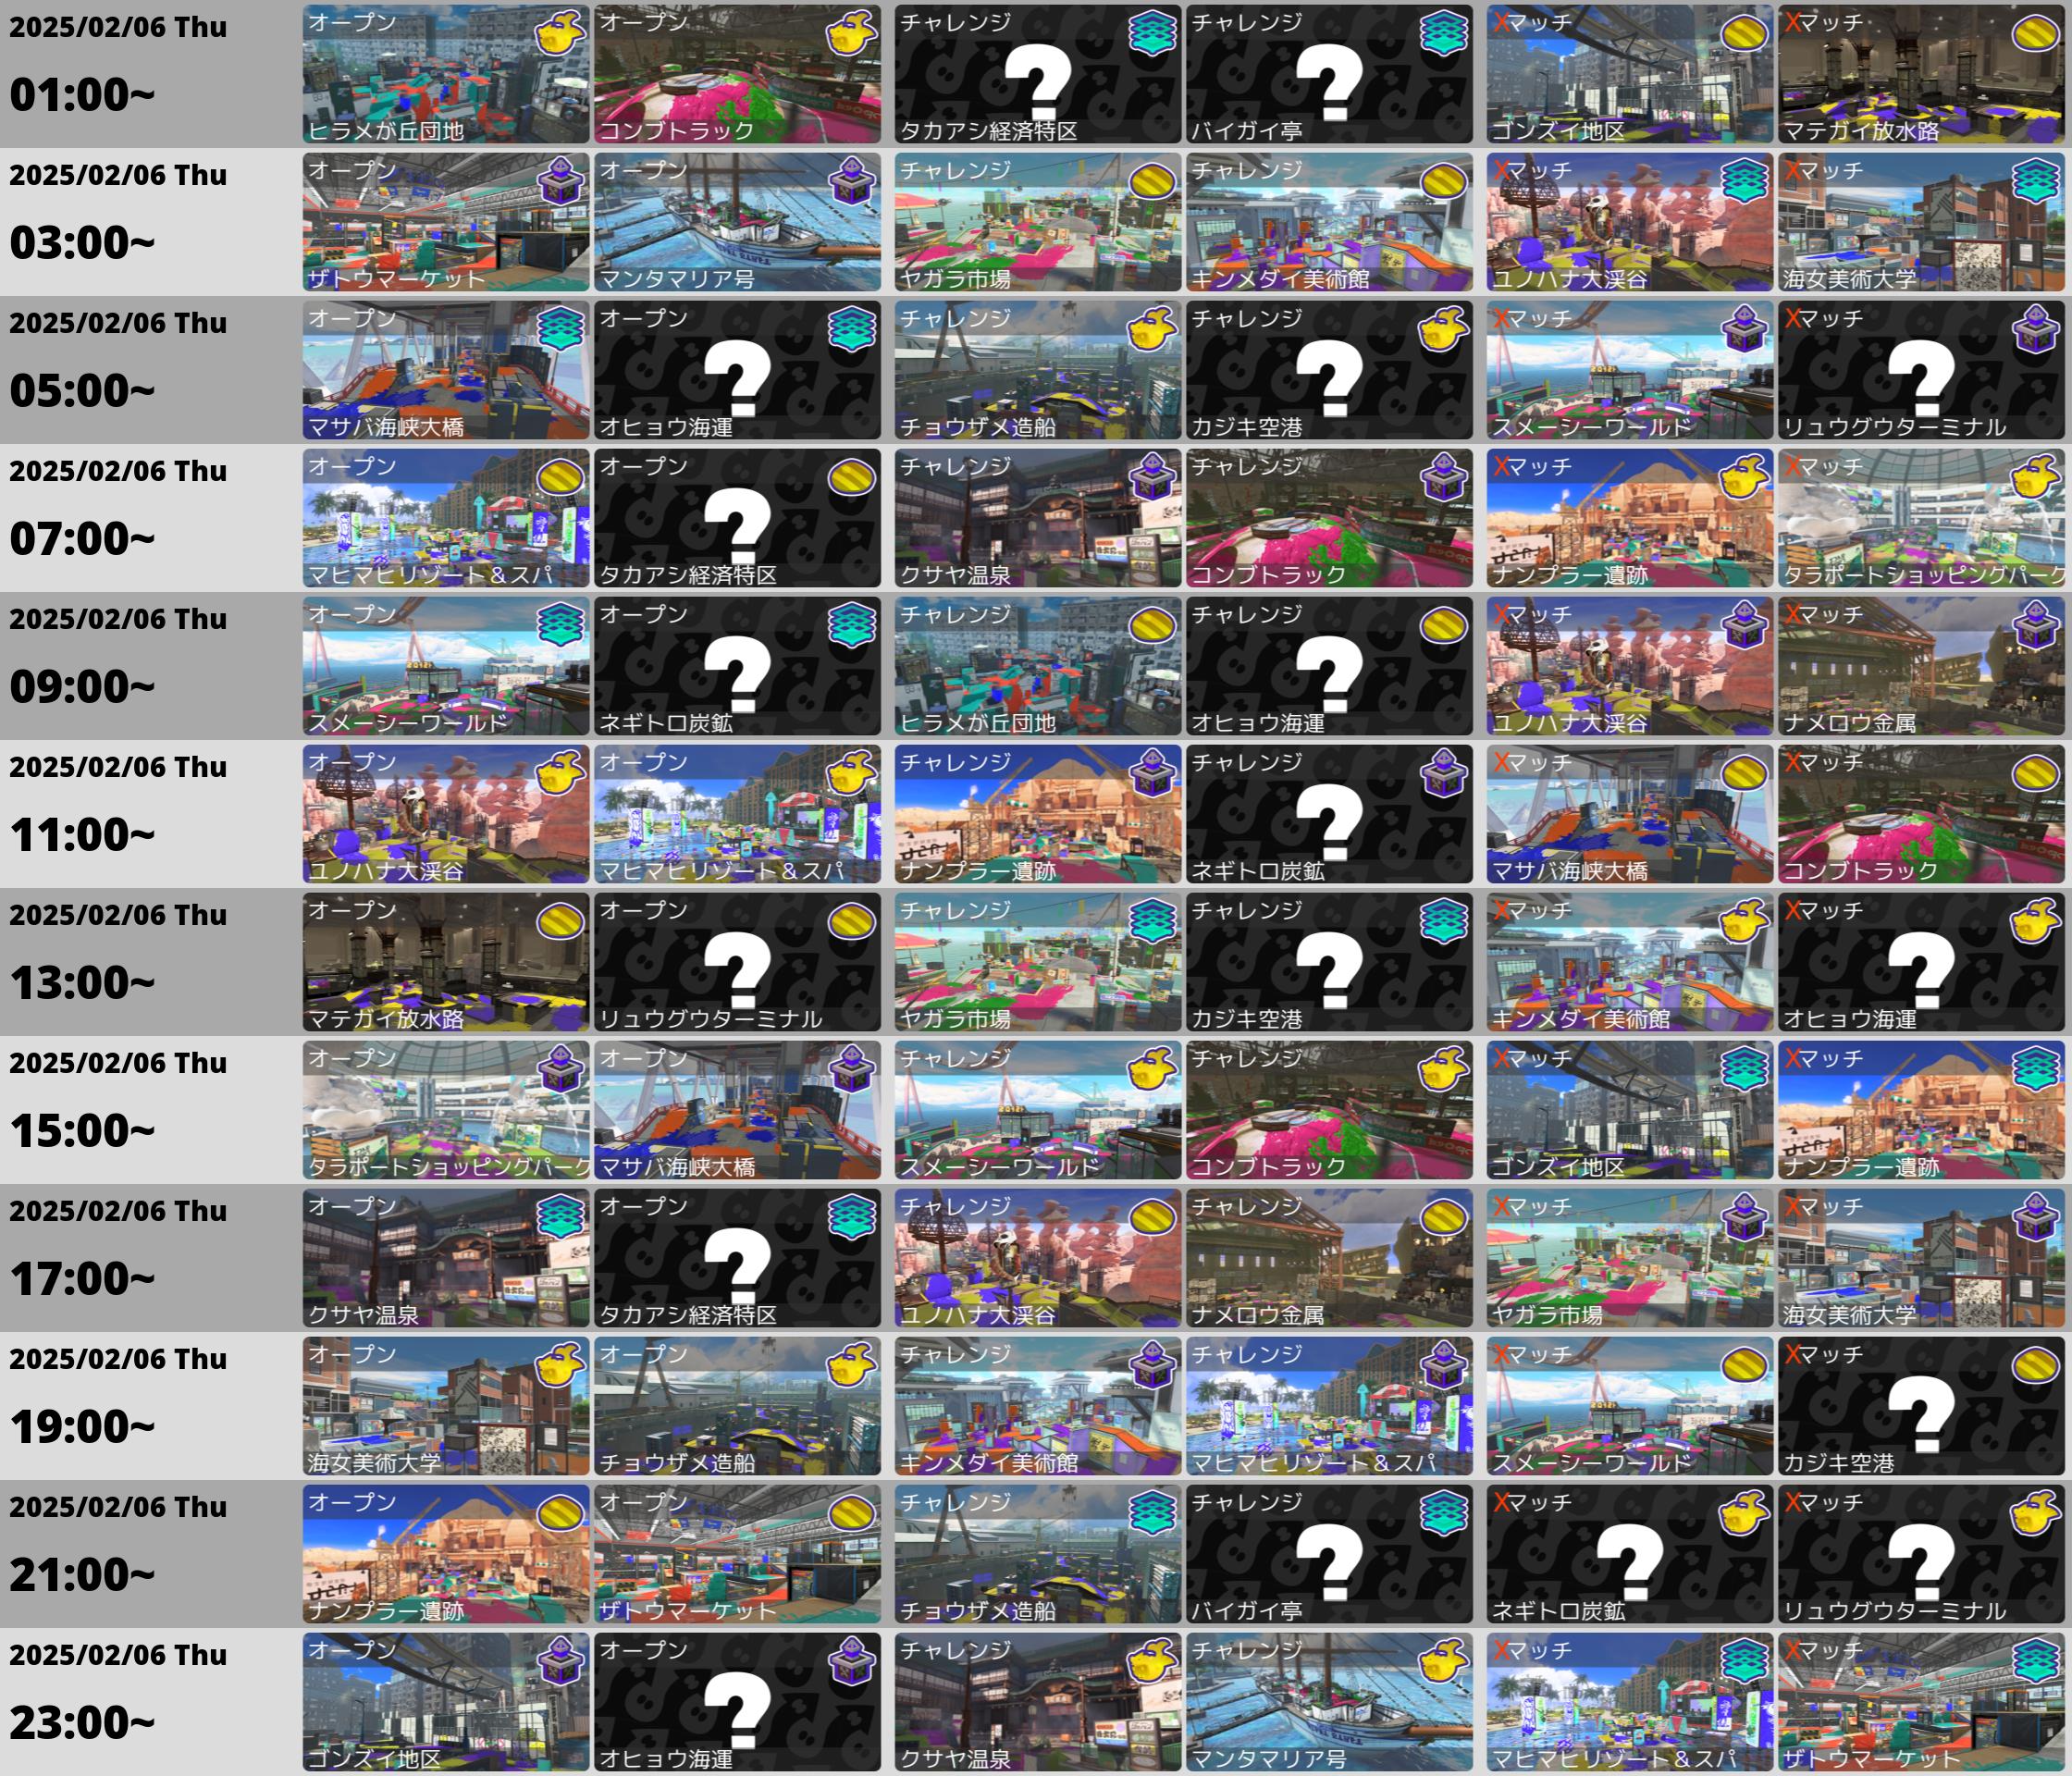 2025/02/06 Thu
01:00~
オープン
ヒラメが丘団地
オープン
コンブトラック
チャレンジ
タカアシ経済特区
チャレンジ
バイガイ亭
Xマッチ
ゴンズイ地区
Xマッチ
マテガイ放水路
2025/02/06 Thu
03:00~
オープン
ザトウマーケット
オープン
マンタマリア号
チャレンジ
ヤガラ市場
チャレンジ
キンメダイ美術館
Xマッチ
ユノハナ大渓谷
Xマッチ
海女美術大学
2025/02/06 Thu
05:00~
オープン
マサバ海峡大橋
オープン
オヒョウ海運
チャレンジ
チョウザメ造船
チャレンジ
カジキ空港
Xマッチ
スメーシーワールド
Xマッチ
リュウグウターミナル
2025/02/06 Thu
07:00~
オープン
マヒマヒリゾート&スパ
オープン
タカアシ経済特区
チャレンジ
クサヤ温泉
チャレンジ
コンブトラック
Xマッチ
ナンプラー遺跡
Xマッチ
タラポートショッピングパーク
2025/02/06 Thu
09:00~
オープン
スメーシーワールド
オープン
ネギトロ炭鉱
チャレンジ
ヒラメが丘団地
チャレンジ
オヒョウ海運
Xマッチ
ユノハナ大渓谷
Xマッチ
ナメロウ金属
2025/02/06 Thu
11:00~
オープン
ユノハナ大渓谷
オープン
マヒマヒリゾート&スパ
チャレンジ
ナンプラー遺跡
チャレンジ
ネギトロ炭鉱
Xマッチ
マサバ海峡大橋
Xマッチ
コンブトラック
2025/02/06 Thu
13:00~
オープン
マテガイ放水路
オープン
リュウグウターミナル
チャレンジ
ヤガラ市場
チャレンジ
カジキ空港
Xマッチ
キンメダイ美術館
Xマッチ
オヒョウ海運
2025/02/06 Thu
15:00~
オープン
タラポートショッピングパーク
オープン
マサバ海峡大橋
チャレンジ
スメーシーワールド
チャレンジ
コンブトラック
Xマッチ
ゴンズイ地区
Xマッチ
ナンプラー遺跡
2025/02/06 Thu
17:00~
オープン
クサヤ温泉
オープン
タカアシ経済特区
チャレンジ
ユノハナ大渓谷
チャレンジ
ナメロウ金属
Xマッチ
ヤガラ市場
Xマッチ
海女美術大学
2025/02/06 Thu
19:00~
オープン
海女美術大学
オープン
チョウザメ造船
チャレンジ
キンメダイ美術館
チャレンジ
マヒマヒリゾート&スパ
Xマッチ
スメーシーワールド
Xマッチ
カジキ空港
2025/02/06 Thu
21:00~
オープン
ナンプラー遺跡
オープン
ザトウマーケット
チャレンジ
チョウザメ造船
チャレンジ
バイガイ亭
Xマッチ
ネギトロ炭鉱
Xマッチ
リュウグウターミナル
2025/02/06 Thu
23:00~
オープン
ゴンズイ地区
オープン
オヒョウ海運
チャレンジ
クサヤ温泉
チャレンジ
マンタマリア号
Xマッチ
マヒマヒリゾート&スパ
Xマッチ
ザトウマーケット